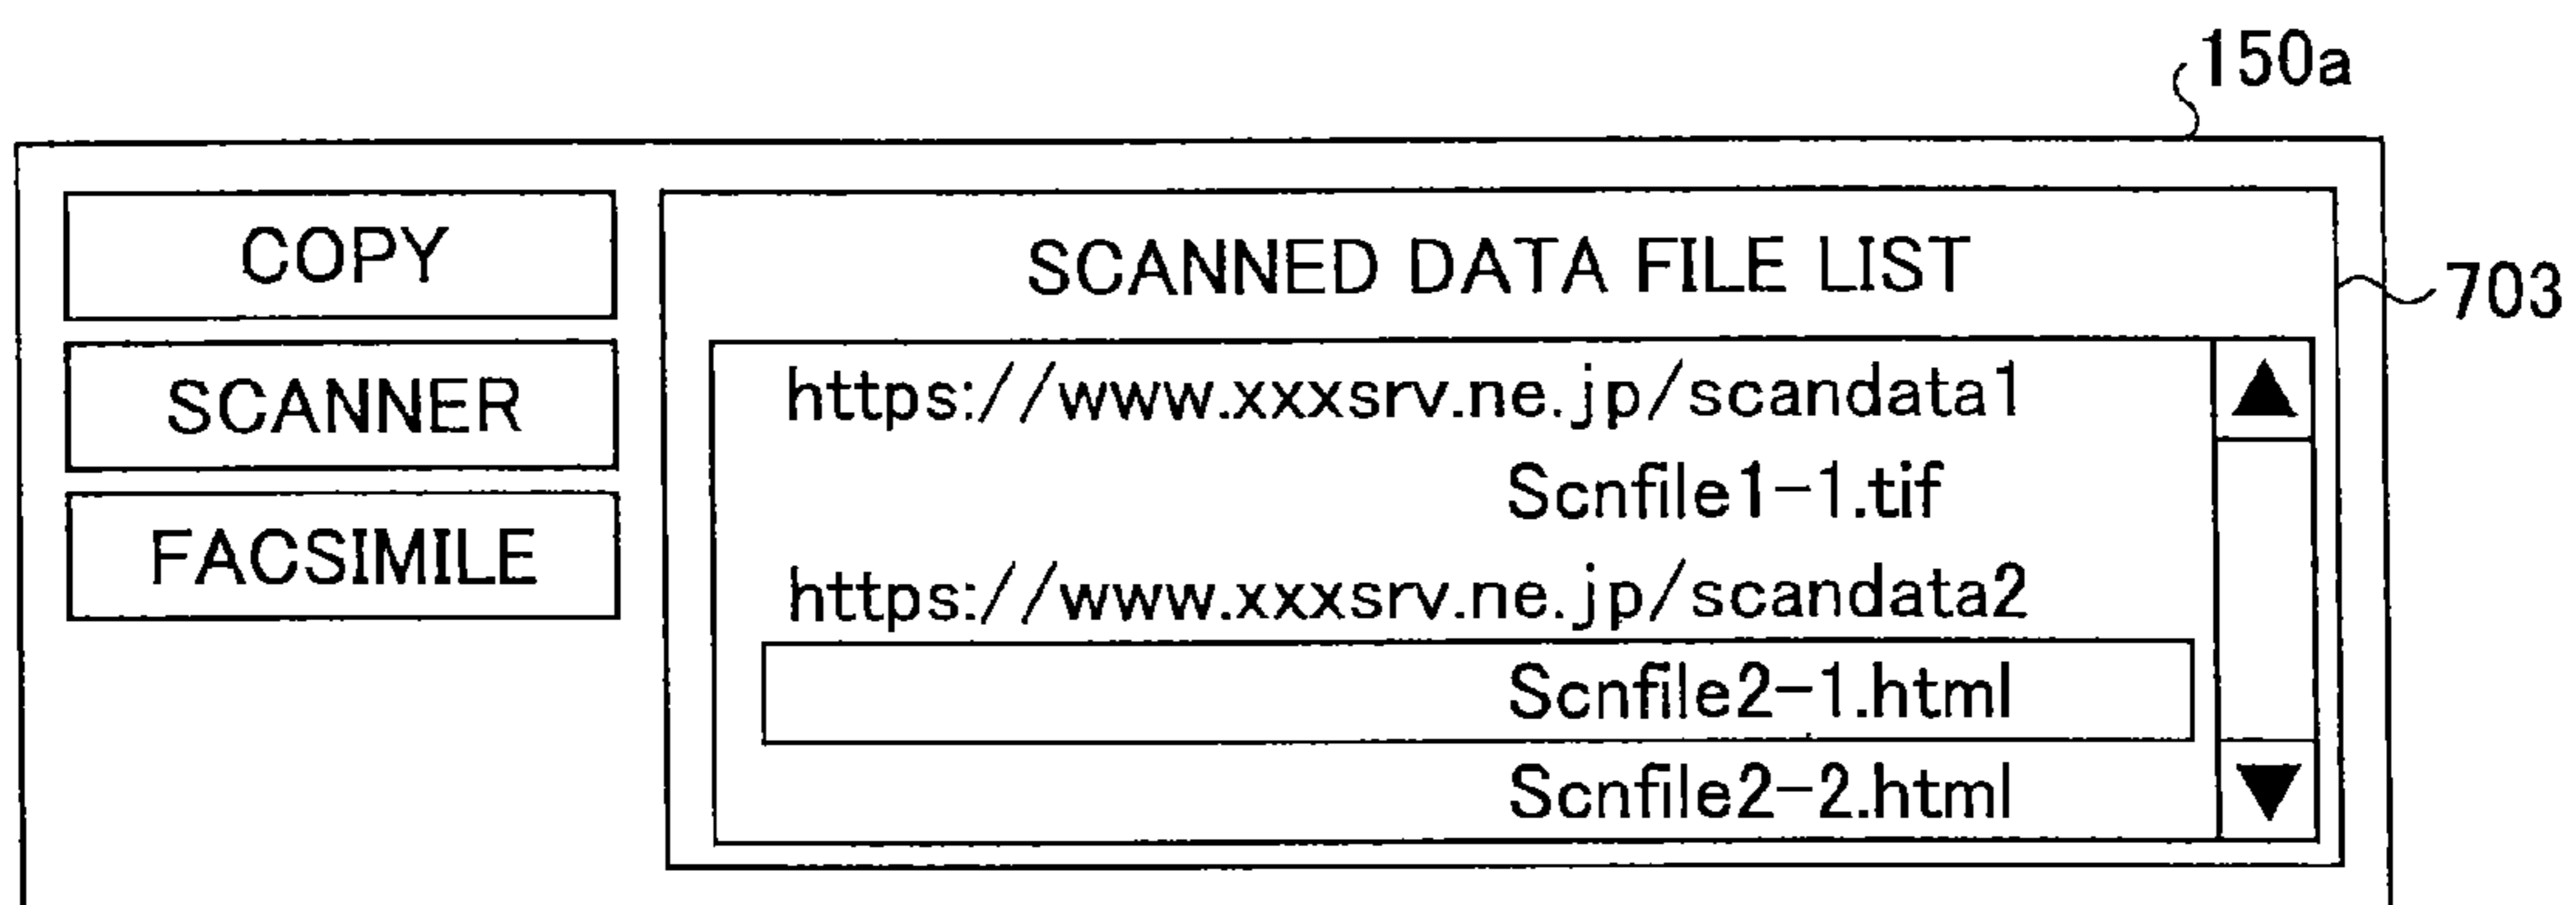 150a
COPY
SCANNER
FACSIMILE
SCANNED DATA FILE LIST
703
https://www.xxxsrv.ne.jp/scandata1
Scnfile1-1.tif
https://www.xxxsrv.ne.jp/scandata2
Scnfile2-1.html
Scnfile2-2.html